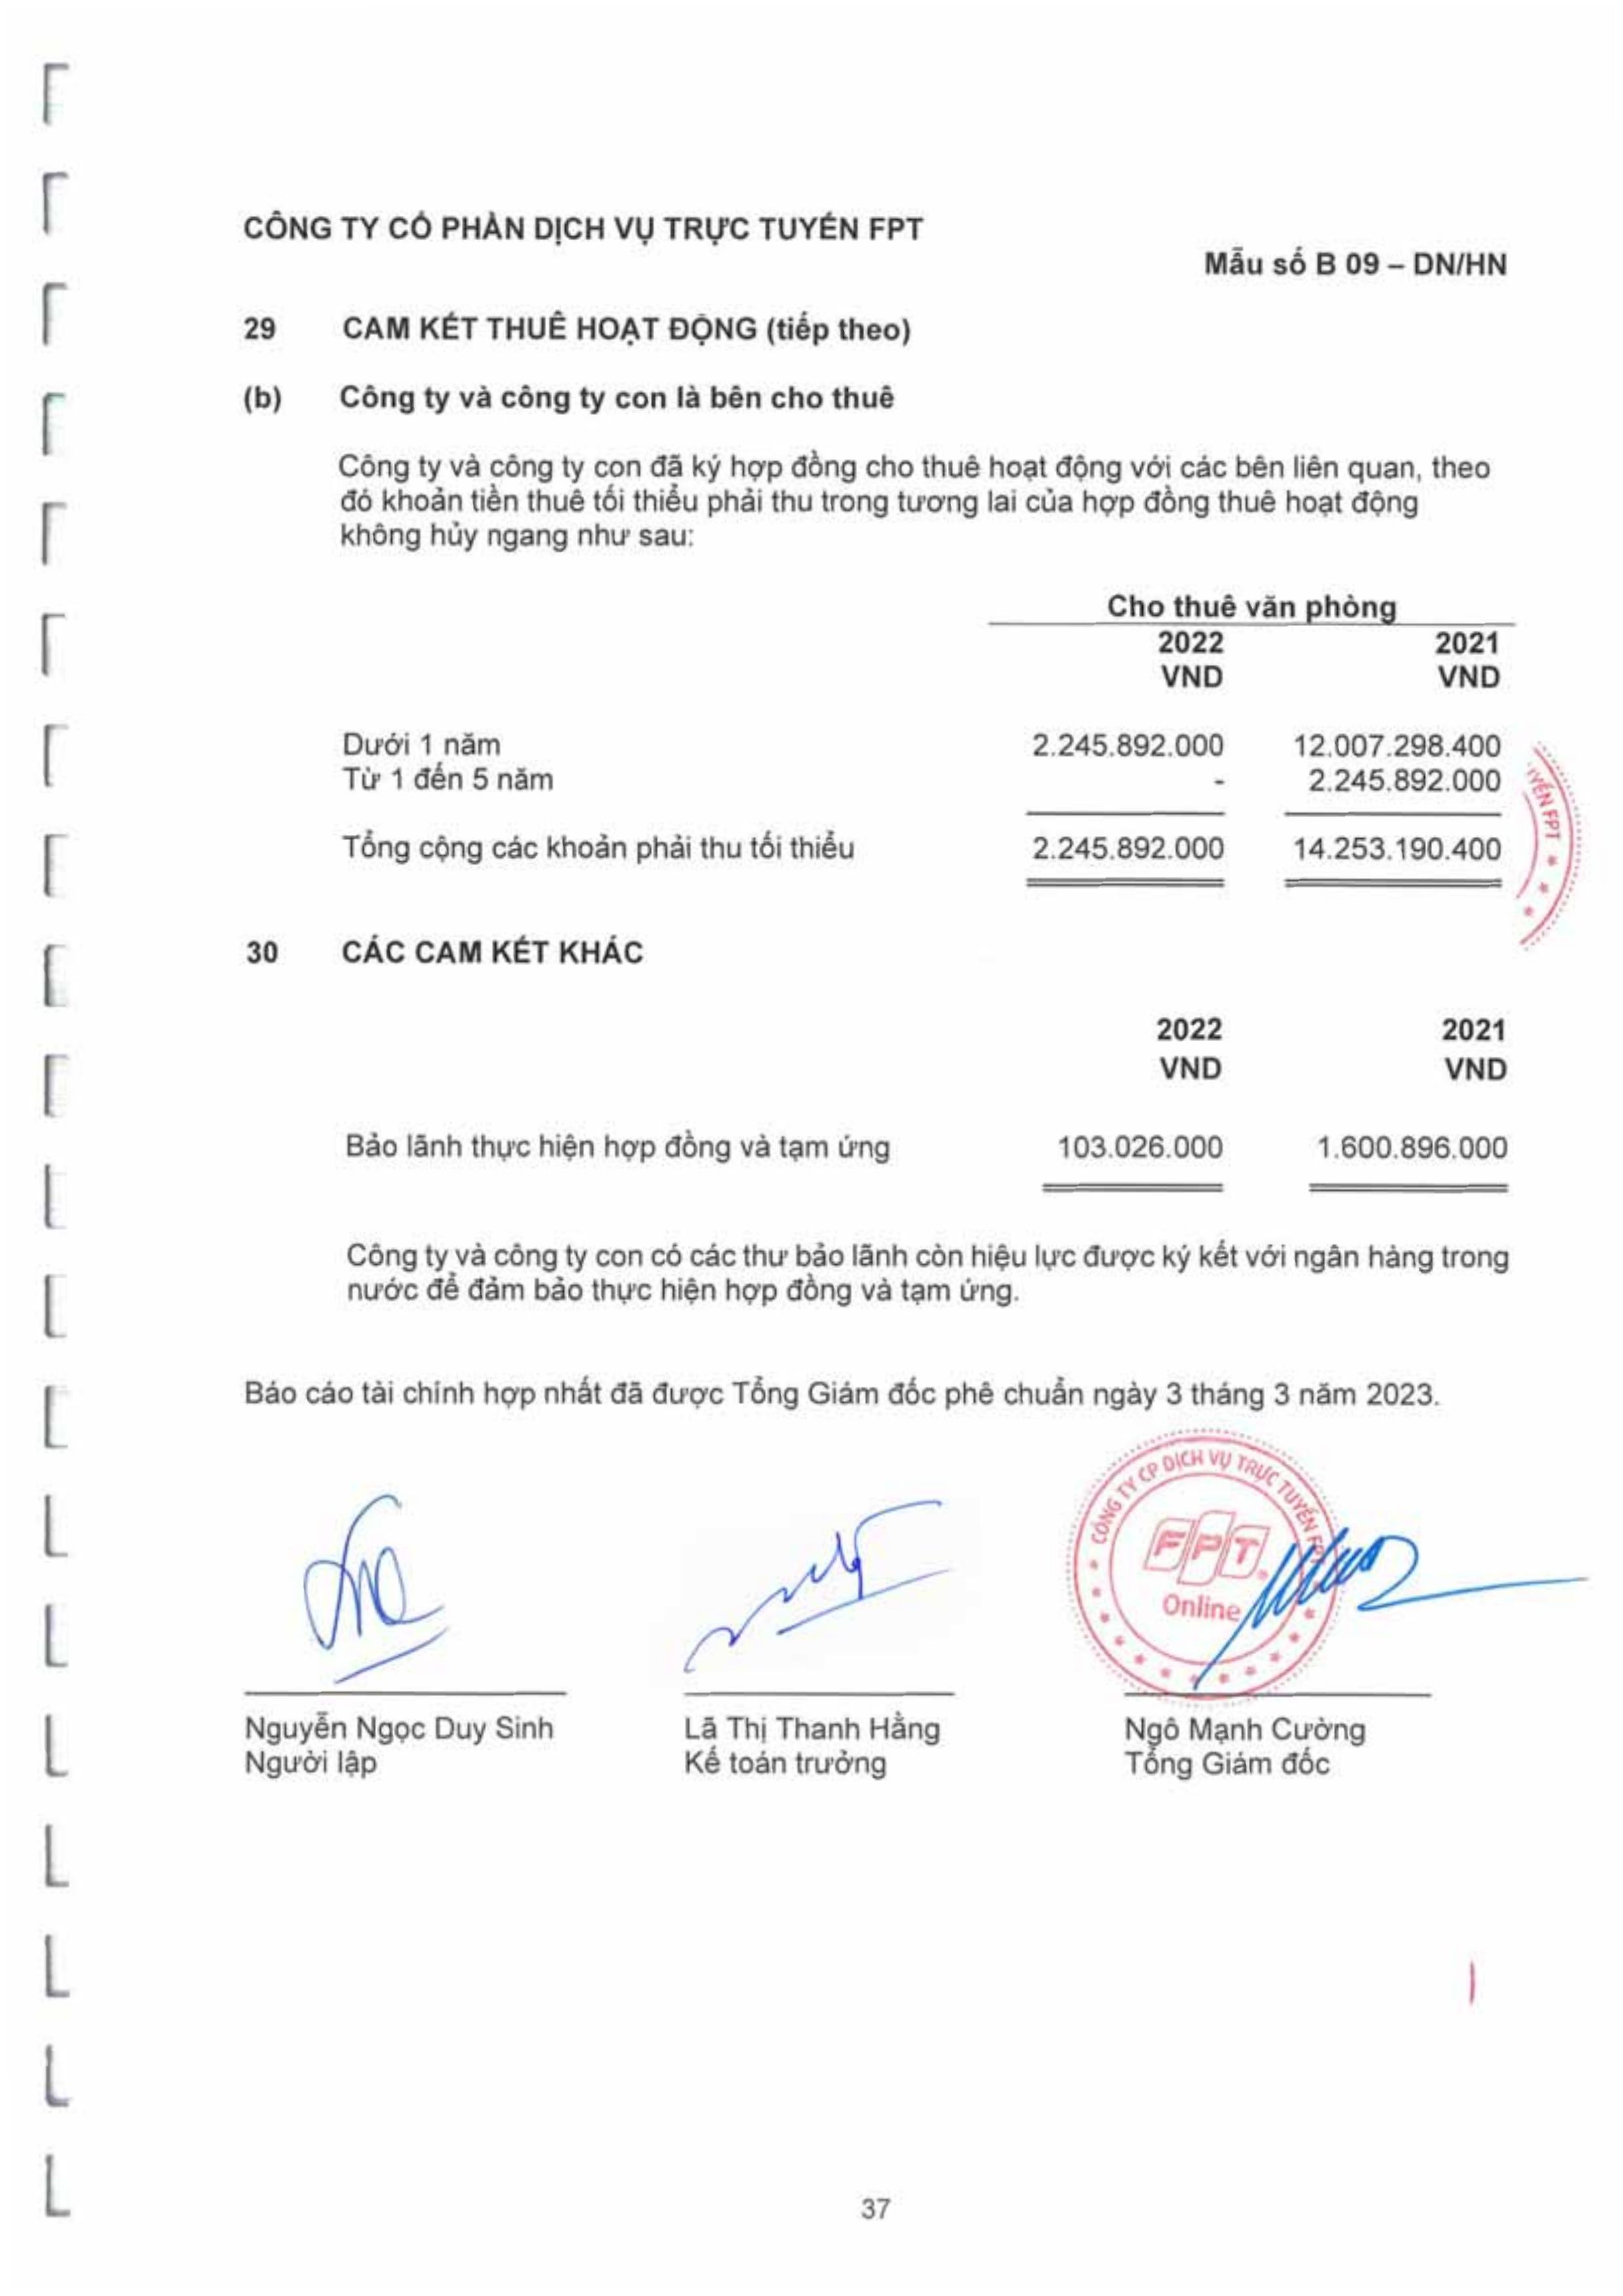 CÔNG TY CỔ PHẦN DỊCH VỤ TRỰC TUYẾN FPT
Mẫu số B 09 – DN/HN
29 CAM KẾT THUÊ HOẠT ĐỘNG (tiếp theo)
(b) Công ty và công ty con là bên cho thuê
Công ty và công ty con đã ký hợp đồng cho thuê hoạt động với các bên liên quan, theo
đó khoản tiền thuê tối thiểu phải thu trong tương lai của hợp đồng thuê hoạt động
không hủy ngang như sau:
Cho thuê văn phòng
2022 2021
VND VND
Dưới 1 năm 2.245.892.000 12.007.298.400
Từ 1 đến 5 năm - 2.245.892.000
Tổng cộng các khoản phải thu tối thiểu 2.245.892.000 14.253.190.400
UYẾN FPT
30 CÁC CAM KẾT KHÁC
2022 2021
VND VND
Bảo lãnh thực hiện hợp đồng và tạm ứng 103.026.000 1.600.896.000
Công ty và công ty con có các thư bảo lãnh còn hiệu lực được ký kết với ngân hàng trong
nước để đảm bảo thực hiện hợp đồng và tạm ứng.
Báo cáo tài chính hợp nhất đã được Tổng Giám đốc phê chuẩn ngày 3 tháng 3 năm 2023.
CÔNG TY CP DỊCH VỤ TRỰC TUYẾN FPT
FPT
Online
Nguyễn Ngọc Duy Sinh Lã Thị Thanh Hằng Ngô Mạnh Cường
Người lập Kế toán trưởng Tổng Giám đốc
37